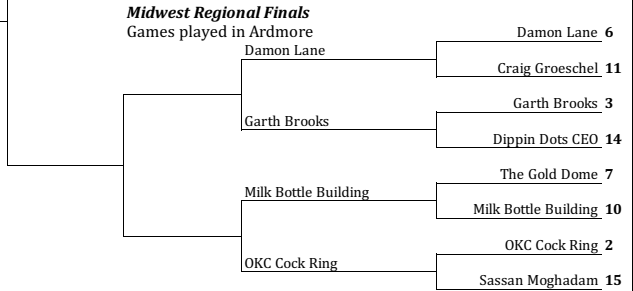 Midwest Regional Finals
Games played in Ardmore
Damon Lane 6
Damon Lane
Craig Groeschel 11
Garth Brooks 3
Garth Brooks
Dippin Dots CEO 14
The Gold Dome 7
Milk Bottle Building
Milk Bottle Building 10
OKC Cock Ring 2
OKC Cock Ring
Sassan Moghadam 15